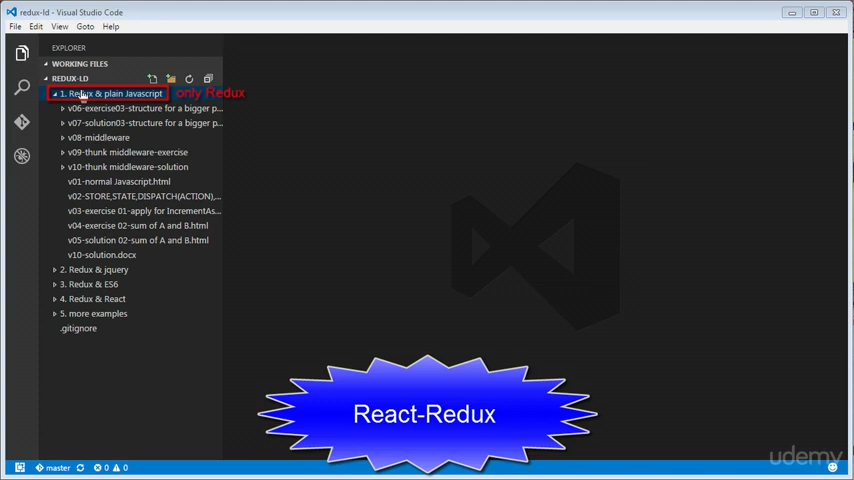 redux-ld - Visual Studio Code
File Edit View Goto Help
EXPLORER
WORKING FILES
REDUX-LD
1. Redux & plain Javascript only Redux
v06-exercise03-structure for a bigger p...
v07-solution03-structure for a bigger p...
v08-middleware
v09-thunk middleware-exercise
v10-thunk middleware-solution
v01-normal Javascript.html
v02-STORE,STATE,DISPATCH(ACTION),...
v03-exercise 01-apply for IncrementAs...
v04-exercise 02-sum of A and B.html
v05-solution 02-sum of A and B.html
v10-solution.docx
2. Redux & jquery
3. Redux & ES6
4. Redux & React
5. more examples
.gitignore
React-Redux
udemy
master 0 0